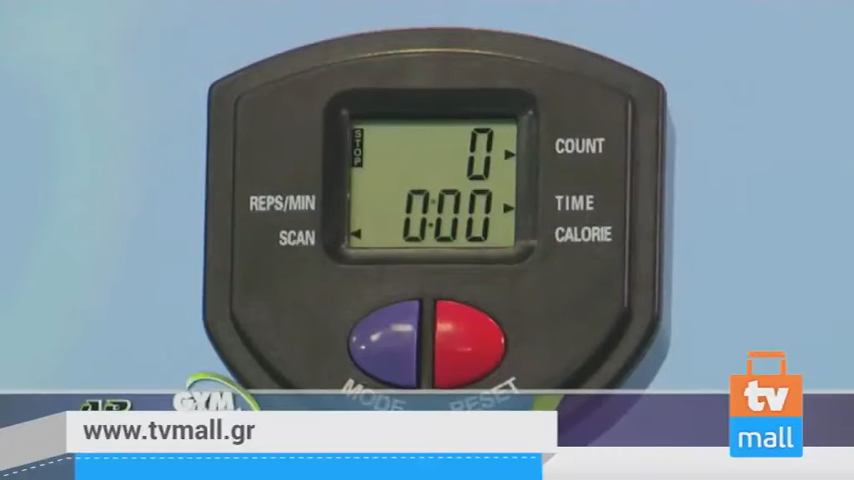 STOP
0
COUNT
REPS/MIN
0:00
TIME
SCAN
CALORIE
MODE
RESET
GYM
www.tvmall.gr
tv
mall